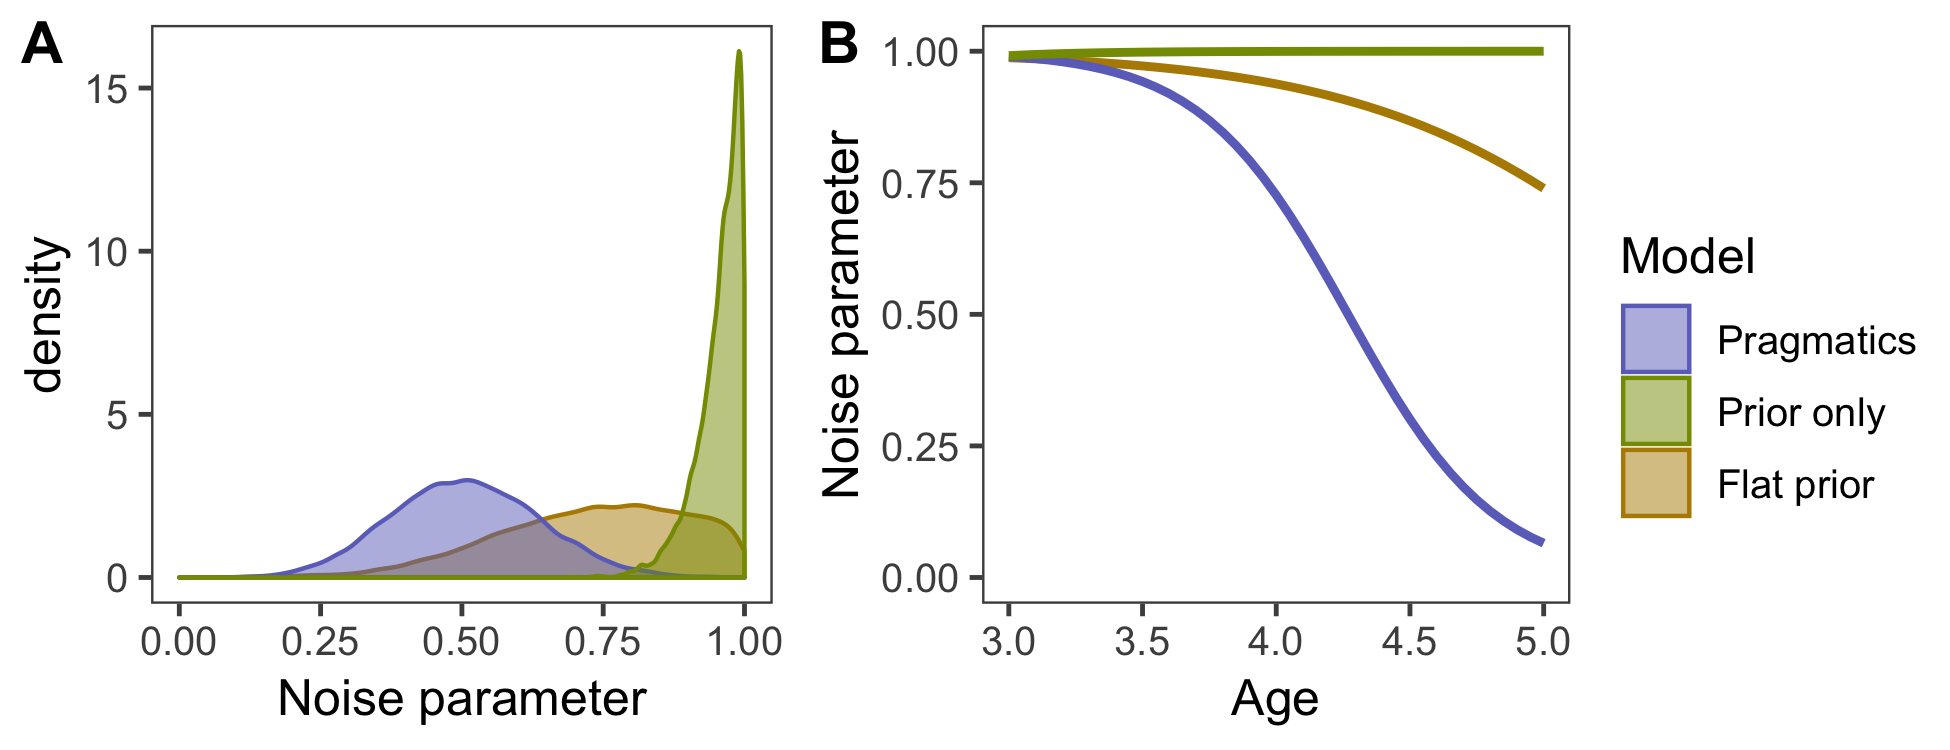 A
density
15
10
5
0
0.00 0.25 0.50 0.75 1.00
Noise parameter
B
Noise parameter
1.00
0.75
0.50
0.25
0.00
3.0 3.5 4.0 4.5 5.0
Age
Model
Pragmatics
Prior only
Flat prior